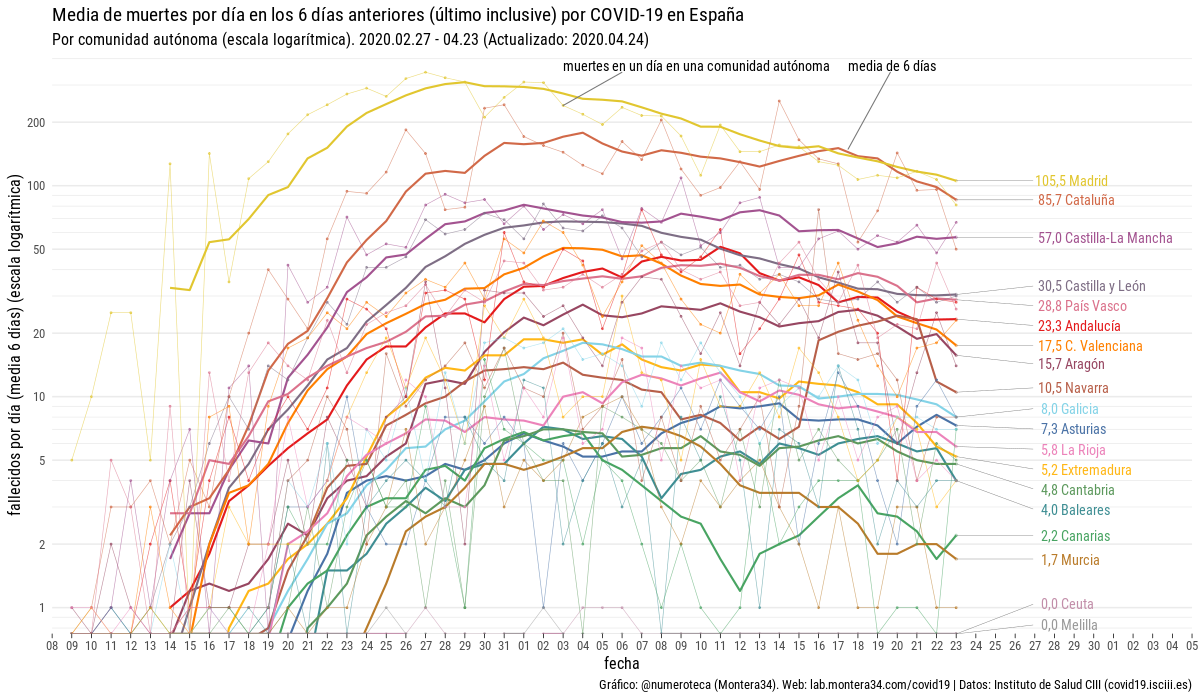 Media de muertes por día en los 6 días anteriores (último inclusive) por COVID-19 en España
Por comunidad autónoma (escala logarítmica). 2020.02.27 - 04.23 (Actualizado: 2020.04.24)
muertes en un día en una comunidad autónoma
media de 6 días
fallecidos por día (media 6 días) (escala logarítmica)
200
100
50
20
10
5
2
1
105,5 Madrid
85,7 Cataluña
57,0 Castilla-La Mancha
30,5 Castilla y León
28,8 País Vasco
23,3 Andalucía
17,5 C. Valenciana
15,7 Aragón
10,5 Navarra
8,0 Galicia
7,3 Asturias
5,8 La Rioja
5,2 Extremadura
4,8 Cantabria
4,0 Baleares
2,2 Canarias
1,7 Murcia
0,0 Ceuta
0,0 Melilla
08 09 10 11 12 13 14 15 16 17 18 19 20 21 22 23 24 25 26 27 28 29 30 31 01 02 03 04 05 06 07 08 09 10 11 12 13 14 15 16 17 18 19 20 21 22 23 24 25 26 27 28 29 30 01 02 03 04 05
fecha
Gráfico: @numeroteca (Montera34). Web: lab.montera34.com/covid19 | Datos: Instituto de Salud CIII (covid19.isciii.es)